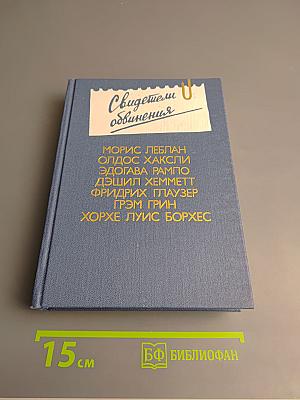 Свидетели
обвинения
МОРИС ЛЕБЛАН
ОЛДОС ХАКСЛИ
ЭДОГАВА РАМПО
ДЭШИЛ ХЕММЕТТ
ФРИДРИХ ГЛАУЗЕР
ГРЭМ ГРИН
ХОРХЕ ЛУИС БОРХЕС
15 см
БФ БИБЛИОФАН